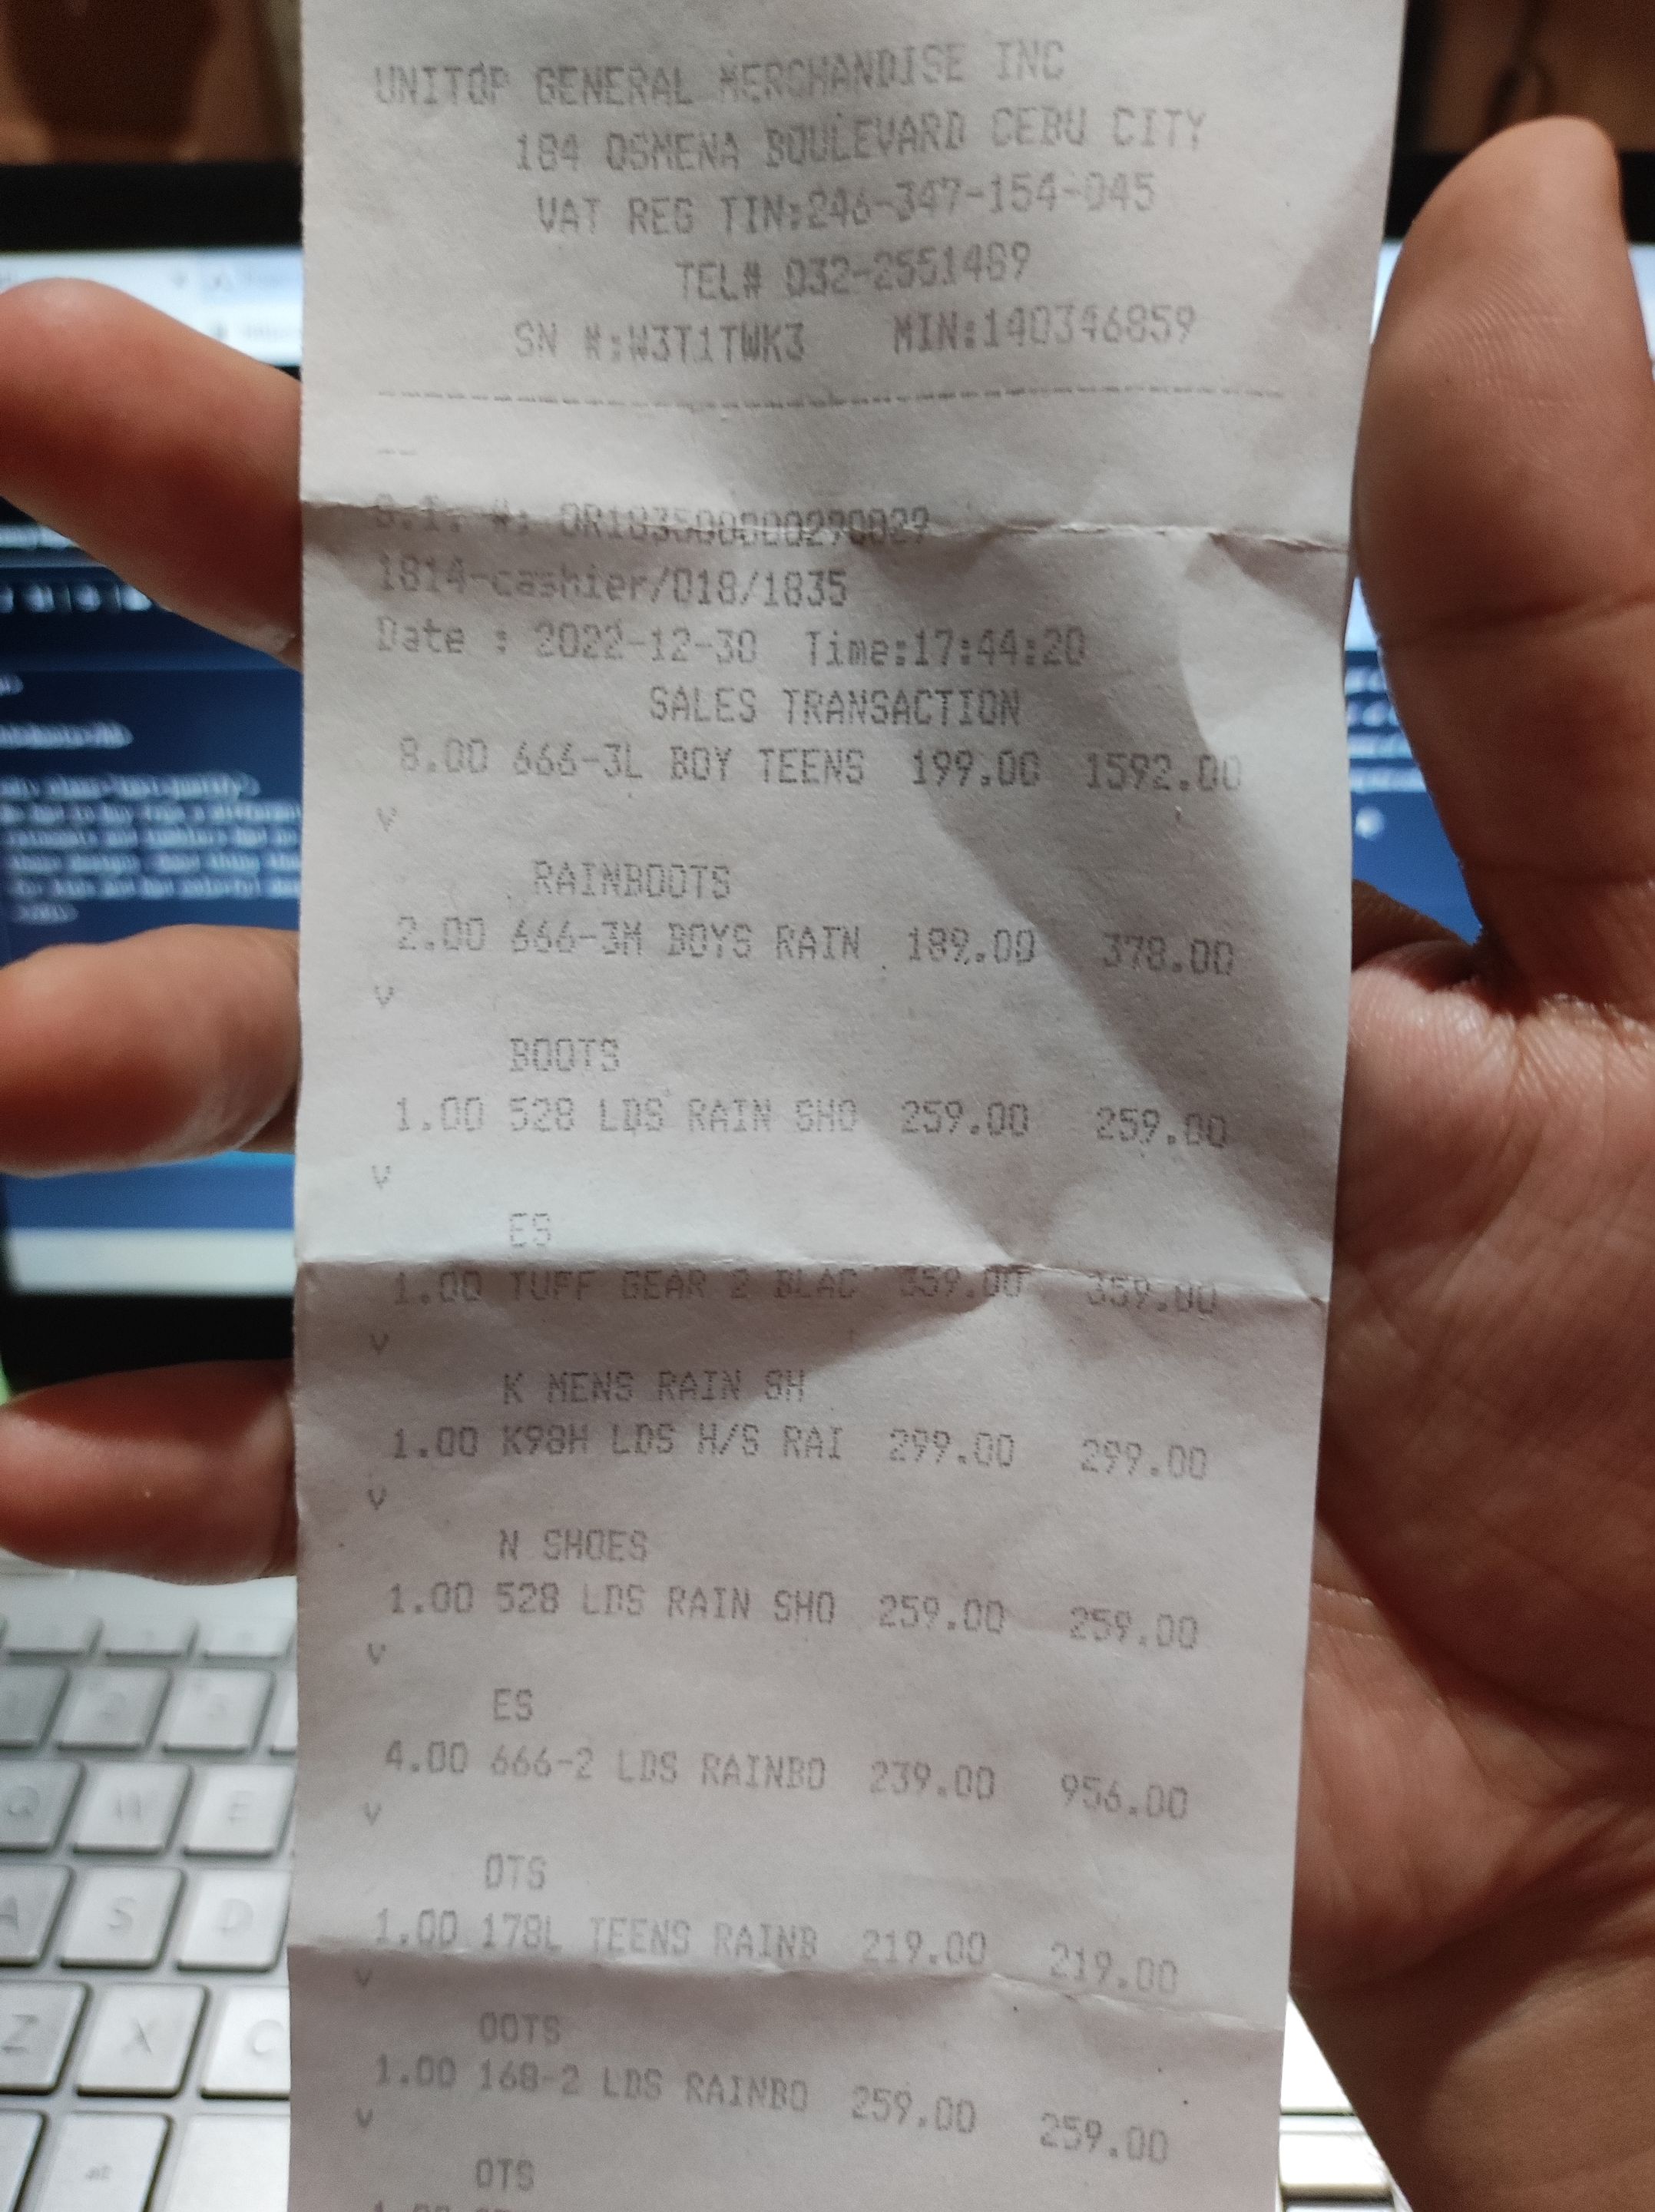 UNITOP GENERAL MERCHANDISE INC
184 OSMENA BOULEVARD CEBU CITY
VAT REG TIN:246-347-154-045
TEL# 032-2551489
SN #:W3T1TWK3 MIN:140346859
--------------------------------
--
S.I. #: OR183500000290029
1814-cashier/018/1835
Date : 2022-12-30 Time:17:44:20
SALES TRANSACTION
8.00 666-3L BOY TEENS 199.00 1592.00
V
RAINBOOTS
2.00 666-3M BOYS RAIN 189.00 378.00
V
BOOTS
1.00 528 LDS RAIN SHO 259.00 259.00
V
ES
1.00 TUFF GEAR 2 BLAC 359.00 359.00
V
K MENS RAIN SH
1.00 K98H LDS H/S RAI 299.00 299.00
V
N SHOES
1.00 528 LDS RAIN SHO 259.00 259.00
V
ES
4.00 666-2 LDS RAINBO 239.00 956.00
V
OTS
1.00 178L TEENS RAINB 219.00 219.00
V
OOTS
1.00 168-2 LDS RAINBO 259.00 259.00
V
OTS